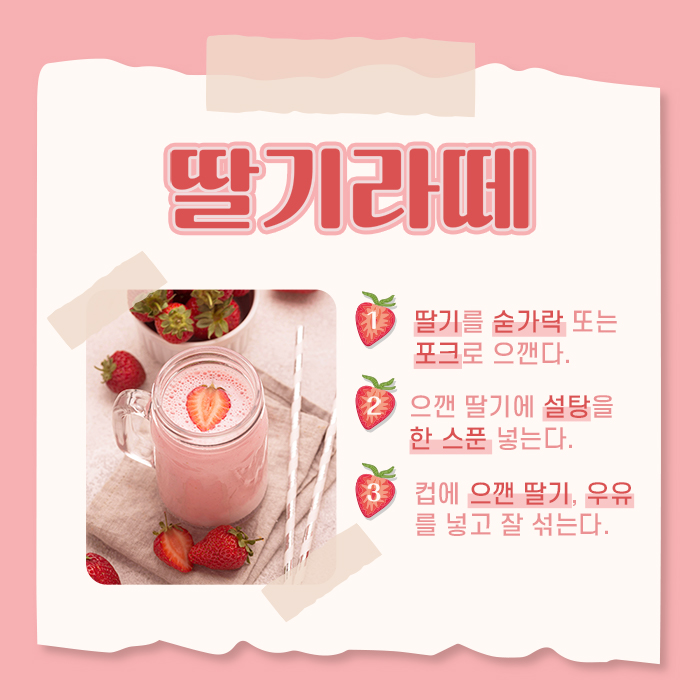 딸기라떼
1
딸기를 숟가락 또는
포크로 으깬다.
2
으깬 딸기에 설탕을
한 스푼 넣는다.
3
컵에 으깬 딸기, 우유
를 넣고 잘 섞는다.